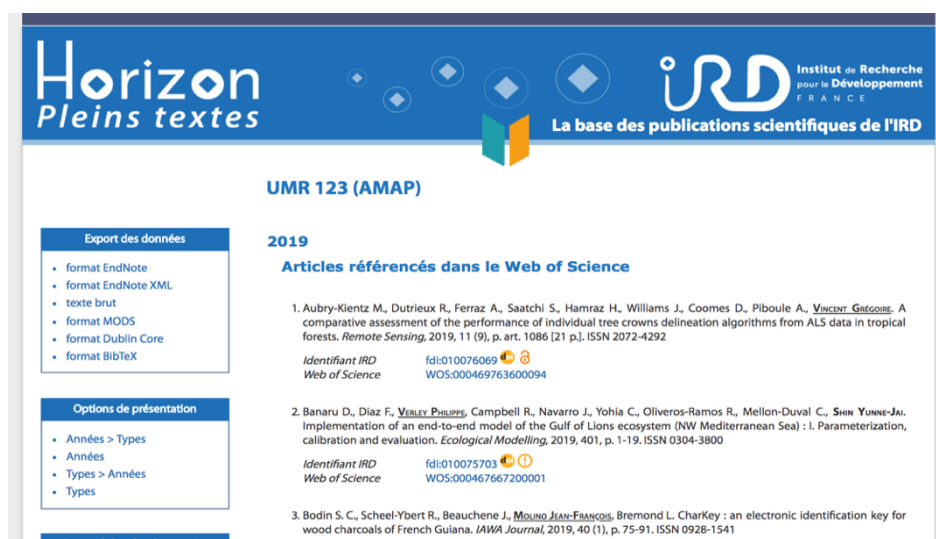 Horizon
Pleins textes
IRD
Institut de Recherche
pour le Développement
FRANCE
La base des publications scientifiques de l'IRD
UMR 123 (AMAP)
Export des données
• format EndNote
• format EndNote XML
• texte brut
• format MODS
• format Dublin Core
• format BibTeX
Options de présentation
• Années > Types
• Années
• Types > Années
• Types
2019
Articles référencés dans le Web of Science
1. Aubry-Kientz M., Dutrieux R., Ferraz A., Saatchi S., Hamraz H., Williams J., Coomes D., Piboule A., Vincent Grégoire. A
comparative assessment of the performance of individual tree crowns delineation algorithms from ALS data in tropical
forests. Remote Sensing, 2019, 11 (9), p. art. 1086 [21 p.]. ISSN 2072-4292
Identifiant IRD fdi:010076069
Web of Science WOS:000469763600094
2. Banaru D., Diaz F., Verley Philippe, Campbell R., Navarro J., Yohia C., Oliveros-Ramos R., Mellon-Duval C., Shin Yunne-Jai.
Implementation of an end-to-end model of the Gulf of Lions ecosystem (NW Mediterranean Sea) : I. Parameterization,
calibration and evaluation. Ecological Modelling, 2019, 401, p. 1-19. ISSN 0304-3800
Identifiant IRD fdi:010075703
Web of Science WOS:000467667200001
3. Bodin S. C., Scheel-Ybert R., Beauchene J., Molino Jean-François, Bremond L. CharKey : an electronic identification key for
wood charcoals of French Guiana. IAWA Journal, 2019, 40 (1), p. 75-91. ISSN 0928-1541